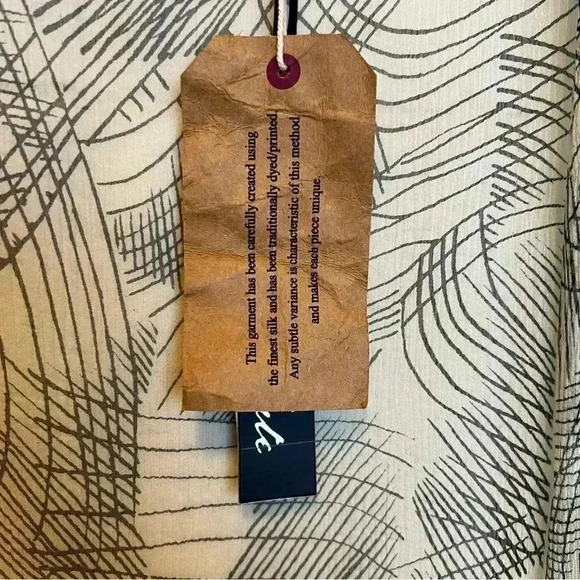 This garment has been carefully created using
the finest silk and has been traditionally dyed/printed
Any subtle variance is characteristic of this method
and makes each piece unique.